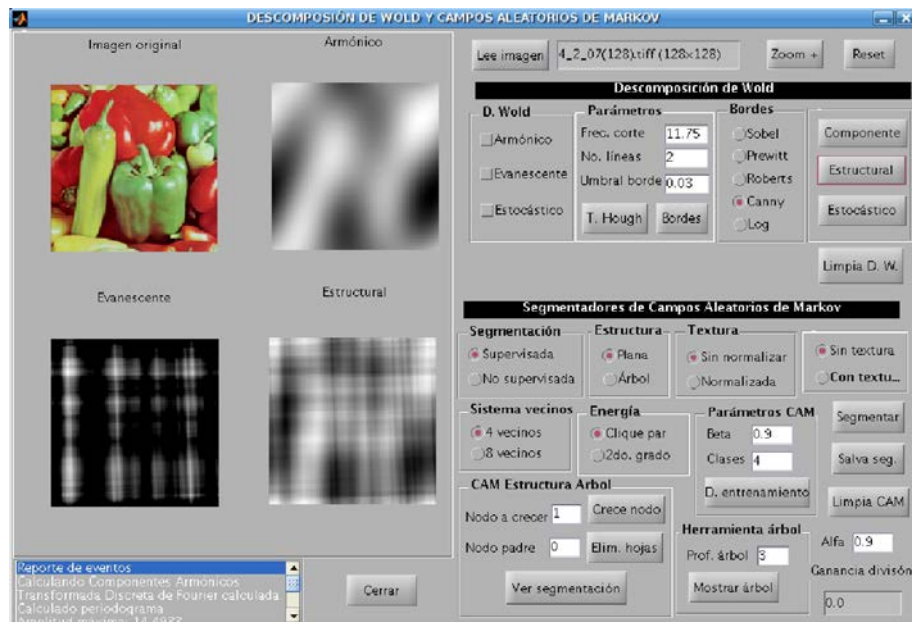 DESCOMPOSIÓN DE WOLD Y CAMPOS ALEATORIOS DE MARKOV
Imagen original
Armónico
Evanescente
Estructural
Reporte de eventos
Calculando Componentes Armónicos
Transformada Discreta de Fourier calculada
Calculado periodograma
Amplitud máxima: 14.4933
Cerrar
Lee imagen
4_2_07(128).tiff (128x128)
Zoom +
Reset
Descomposición de Wold
D. Wold
Armónico
Evanescente
Estocástico
Parámetros
Frec. corte 11.75
No. líneas 2
Umbral borde 0.03
T. Hough
Bordes
Bordes
Sobel
Prewitt
Roberts
Canny
Log
Componente
Estructural
Estocástico
Limpia D. W.
Segmentadores de Campos Aleatorios de Markov
Segmentación
Supervisada
No supervisada
Estructura
Plana
Árbol
Textura
Sin normalizar
Normalizada
Sin textura
Con textu...
Sistema vecinos
4 vecinos
8 vecinos
Energía
Clique par
2do. grado
Parámetros CAM
Beta 0.9
Clases 4
D. entrenamiento
Segmentar
Salva seg.
Limpia CAM
CAM Estructura Arbol
Nodo a crecer 1
Crece nodo
Nodo padre 0
Elim. hojas
Ver segmentación
Herramienta árbol
Prof. árbol 3
Mostrar árbol
Alfa 0.9
Ganancia divisón
0.0